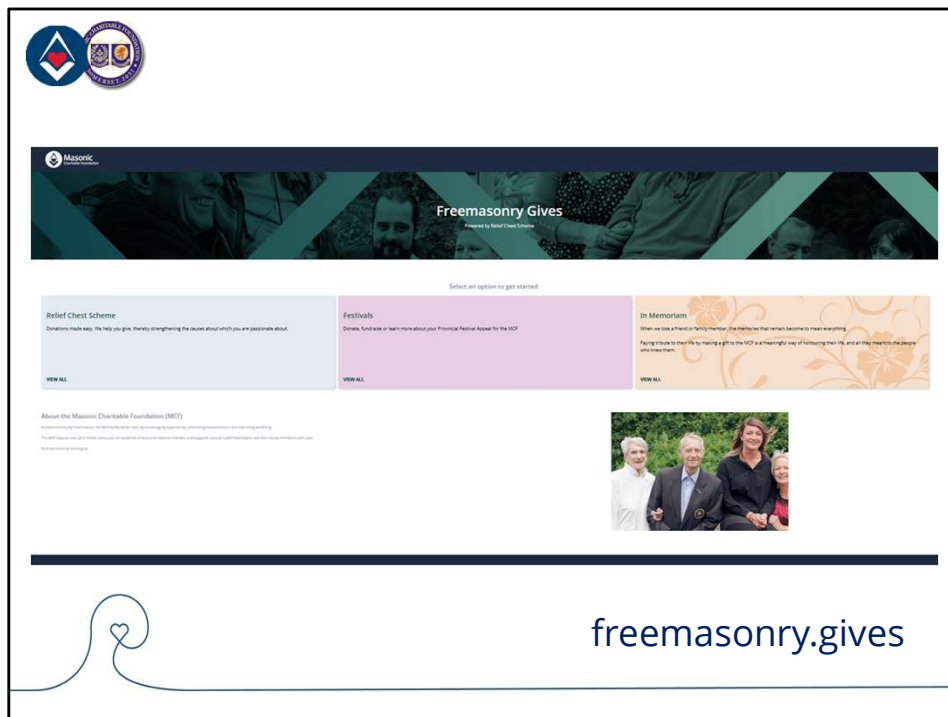 MASONIC CHARITABLE FOUNDATION
SOMERSET 2031
Masonic
Charitable Foundation
Freemasonry Gives
Powered by Relief Chest Scheme
Select an option to get started
Relief Chest Scheme
Donations made easy. We help you give, thereby strengthening the causes about which you are passionate about.
VIEW ALL
Festivals
Donate, fundraise or learn more about your Provincial Festival Appeal for the MCF
VIEW ALL
In Memoriam
When we lose a friend or family member, the memories that remain become to mean everything.
Paying tribute to their life by making a gift to the MCF is a meaningful way of honouring their life, and all they meant to the people
who knew them.
VIEW ALL
About the Masonic Charitable Foundation (MCF)
freemasonry.gives